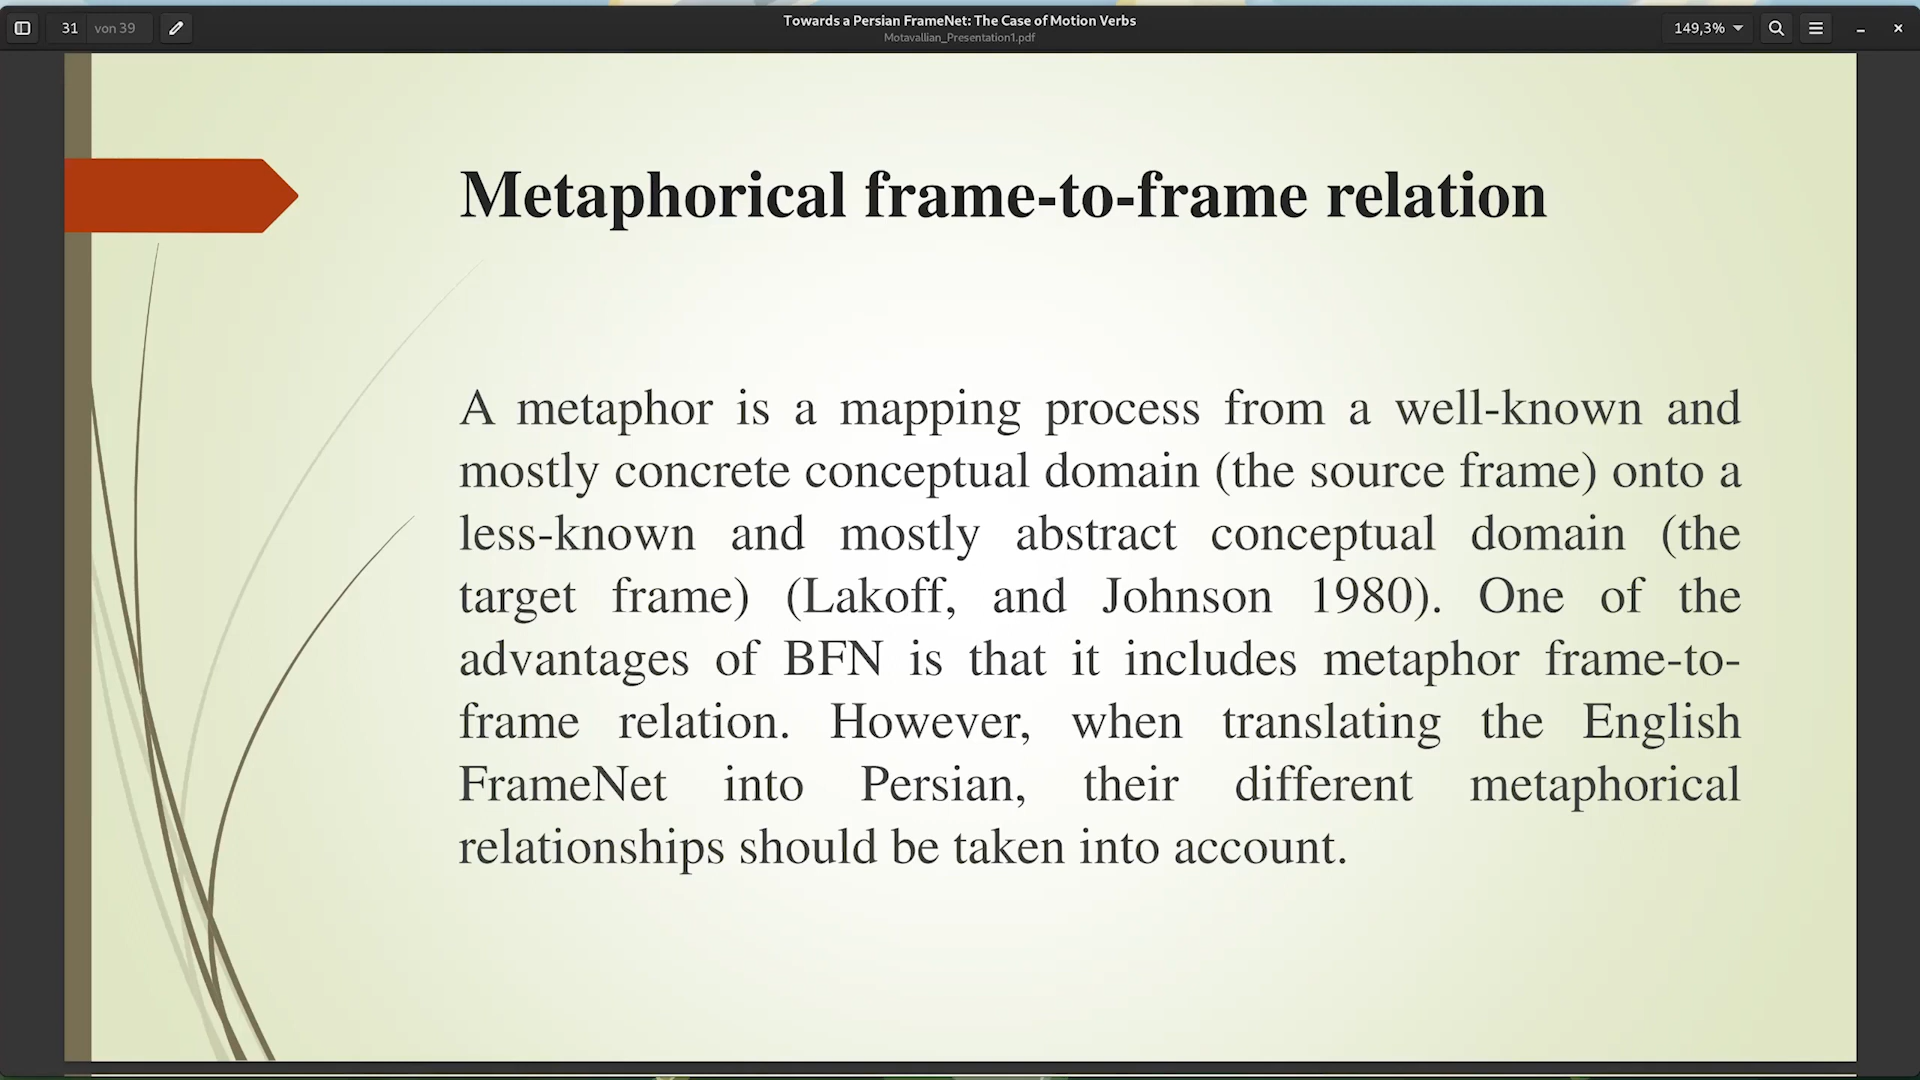 31 von 39
Towards a Persian FrameNet: The Case of Motion Verbs
Motavallian_Presentation1.pdf
149,3%
Metaphorical frame-to-frame relation
A metaphor is a mapping process from a well-known and
mostly concrete conceptual domain (the source frame) onto a
less-known and mostly abstract conceptual domain (the
target frame) (Lakoff, and Johnson 1980). One of the
advantages of BFN is that it includes metaphor frame-to-
frame relation. However, when translating the English
FrameNet into Persian, their different metaphorical
relationships should be taken into account.